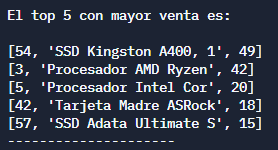 El top 5 con mayor venta es:
[54, 'SSD Kingston A400, 1', 49]
[3, 'Procesador AMD Ryzen', 42]
[5, 'Procesador Intel Cor', 20]
[42, 'Tarjeta Madre ASRock', 18]
[57, 'SSD Adata Ultimate S', 15]
---------------------